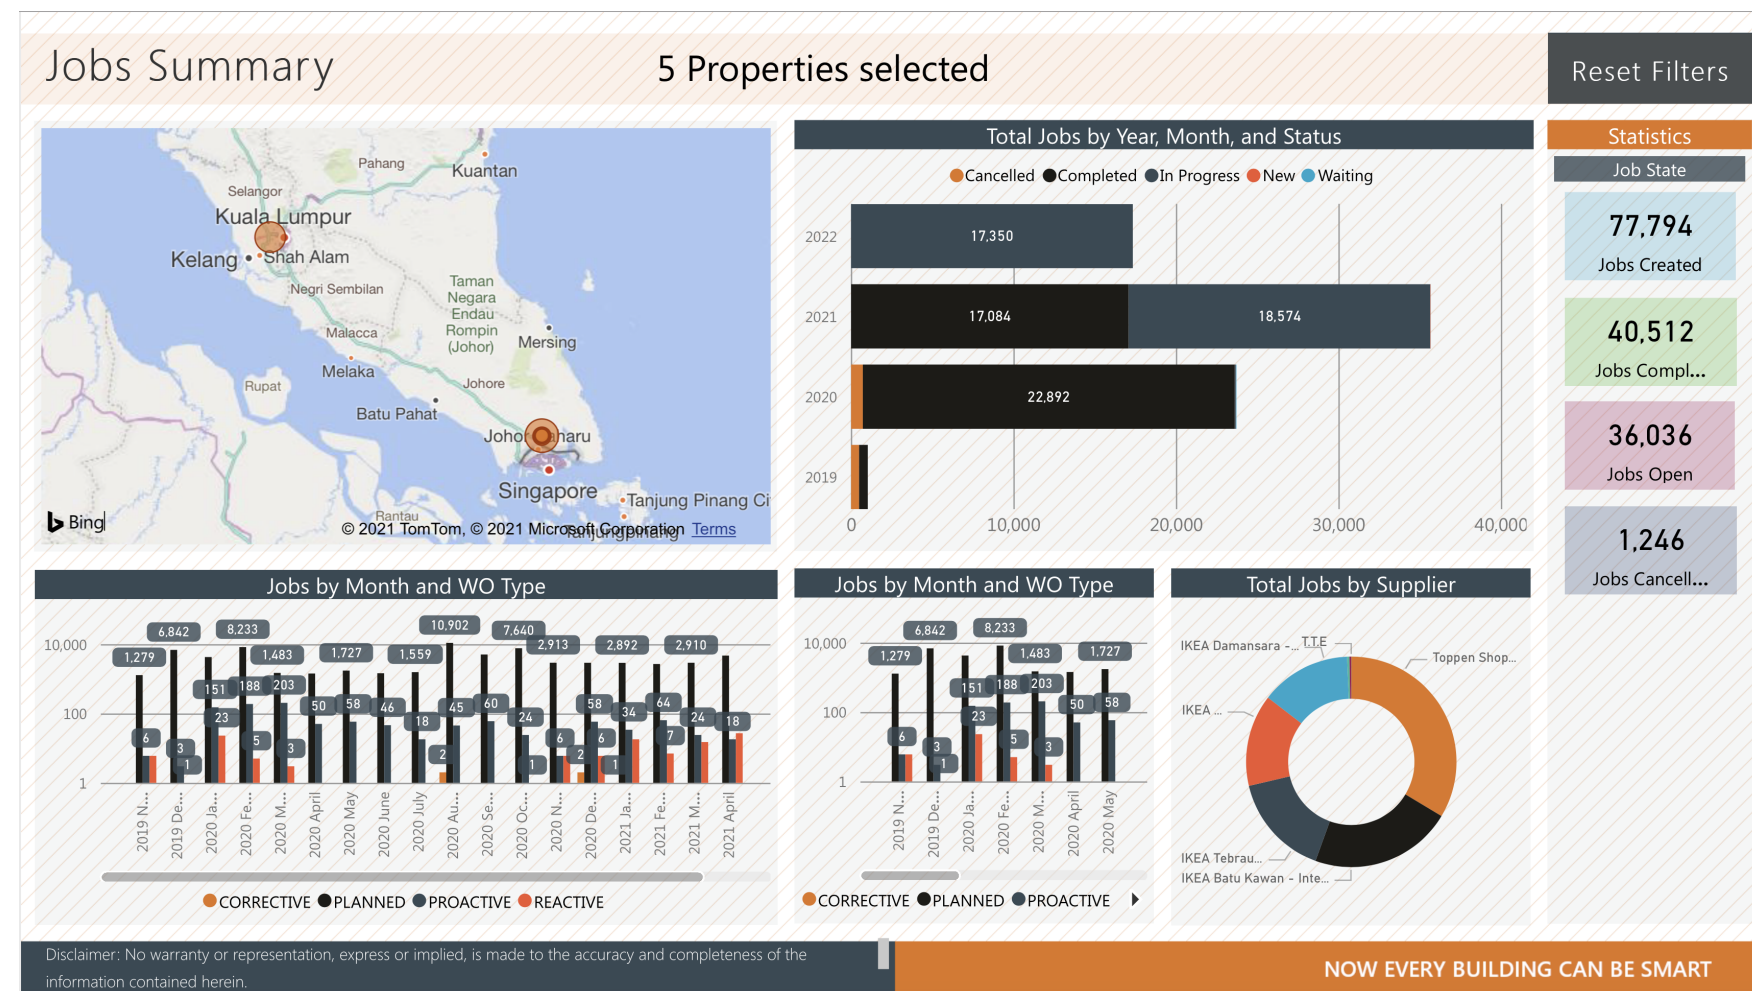 Jobs Summary
5 Properties selected
Reset Filters
Pahang
Kuantan
Selangor
Kuala Lumpur
Kelang
Shah Alam
Negri Sembilan
Taman
Negara
Endau
Rompin
(Johor)
Malacca
Mersing
Melaka
Rupat
Johore
Batu Pahat
Singapore
Tanjung Pinang Ci
Rantau
Bing
© 2021 TomTom, © 2021 Microsoft Corporation Terms
Total Jobs by Year, Month, and Status
Cancelled Completed In Progress New Waiting
2022
17,350
2021
17,084 18,574
2020
22,892
2019
0 10,000 20,000 30,000 40,000
Statistics
Job State
77,794
Jobs Created
40,512
Jobs Compl...
36,036
Jobs Open
1,246
Jobs Cancell...
Jobs by Month and WO Type
10,902
6,842 8,233 7,640
10,000 2,913 2,892 2,910
1,279 1,483 1,727 1,559
151 188 203
50 58 46 45 60 58 64
100 23 18 24 34 24 18
6 3 5 3 2 6 6 7
1 1 2 1
1
2019 N...
2019 De...
2020 Ja...
2020 Fe...
2020 M...
2020 April
2020 May
2020 June
2020 July
2020 Au...
2020 Se...
2020 Oc...
2020 N...
2020 De...
2021 Ja...
2021 Fe...
2021 M...
2021 April
CORRECTIVE PLANNED PROACTIVE REACTIVE
Jobs by Month and WO Type
6,842 8,233
10,000
1,279 1,483 1,727
151 188 203
50 58
100 23
6 3 5 3
1
1
2019 N...
2019 De...
2020 Ja...
2020 Fe...
2020 M...
2020 April
2020 May
CORRECTIVE PLANNED PROACTIVE
Total Jobs by Supplier
IKEA Damansara -... T.T.E
Toppen Shop...
IKEA ...
IKEA Tebrau...
IKEA Batu Kawan - Inte...
Disclaimer: No warranty or representation, express or implied, is made to the accuracy and completeness of the
information contained herein.
NOW EVERY BUILDING CAN BE SMART